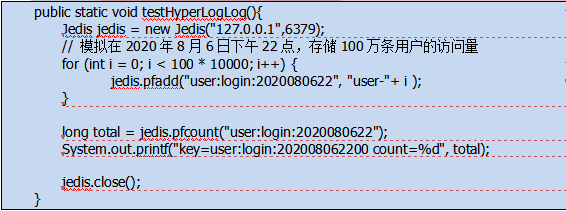 public static void testHyperLogLog(){
Jedis jedis = new Jedis("127.0.0.1",6379);
// 模拟在 2020 年 8 月 6 日下午 22 点，存储 100 万条用户的访问量
for (int i = 0; i < 100 * 10000; i++) {
jedis.pfadd("user:login:2020080622", "user-"+ i );
}
long total = jedis.pfcount("user:login:2020080622");
System.out.printf("key=user:login:202008062200 count=%d", total);
jedis.close();
}